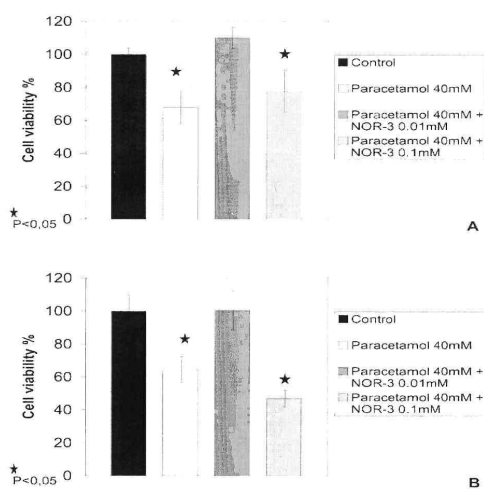 120
100
80
60
40
20
0
Cell viability %
★
★
★
P<0,05
Control
Paracetamol 40mM
Paracetamol 40mM +
NOR-3 0.01mM
Paracetamol 40mM +
NOR-3 0.1mM
A
120
100
80
60
40
20
0
Cell viability %
★
★
★
P<0,05
Control
Paracetamol 40mM
Paracetamol 40mM +
NOR-3 0.01mM
Paracetamol 40mM +
NOR-3 0.1mM
B